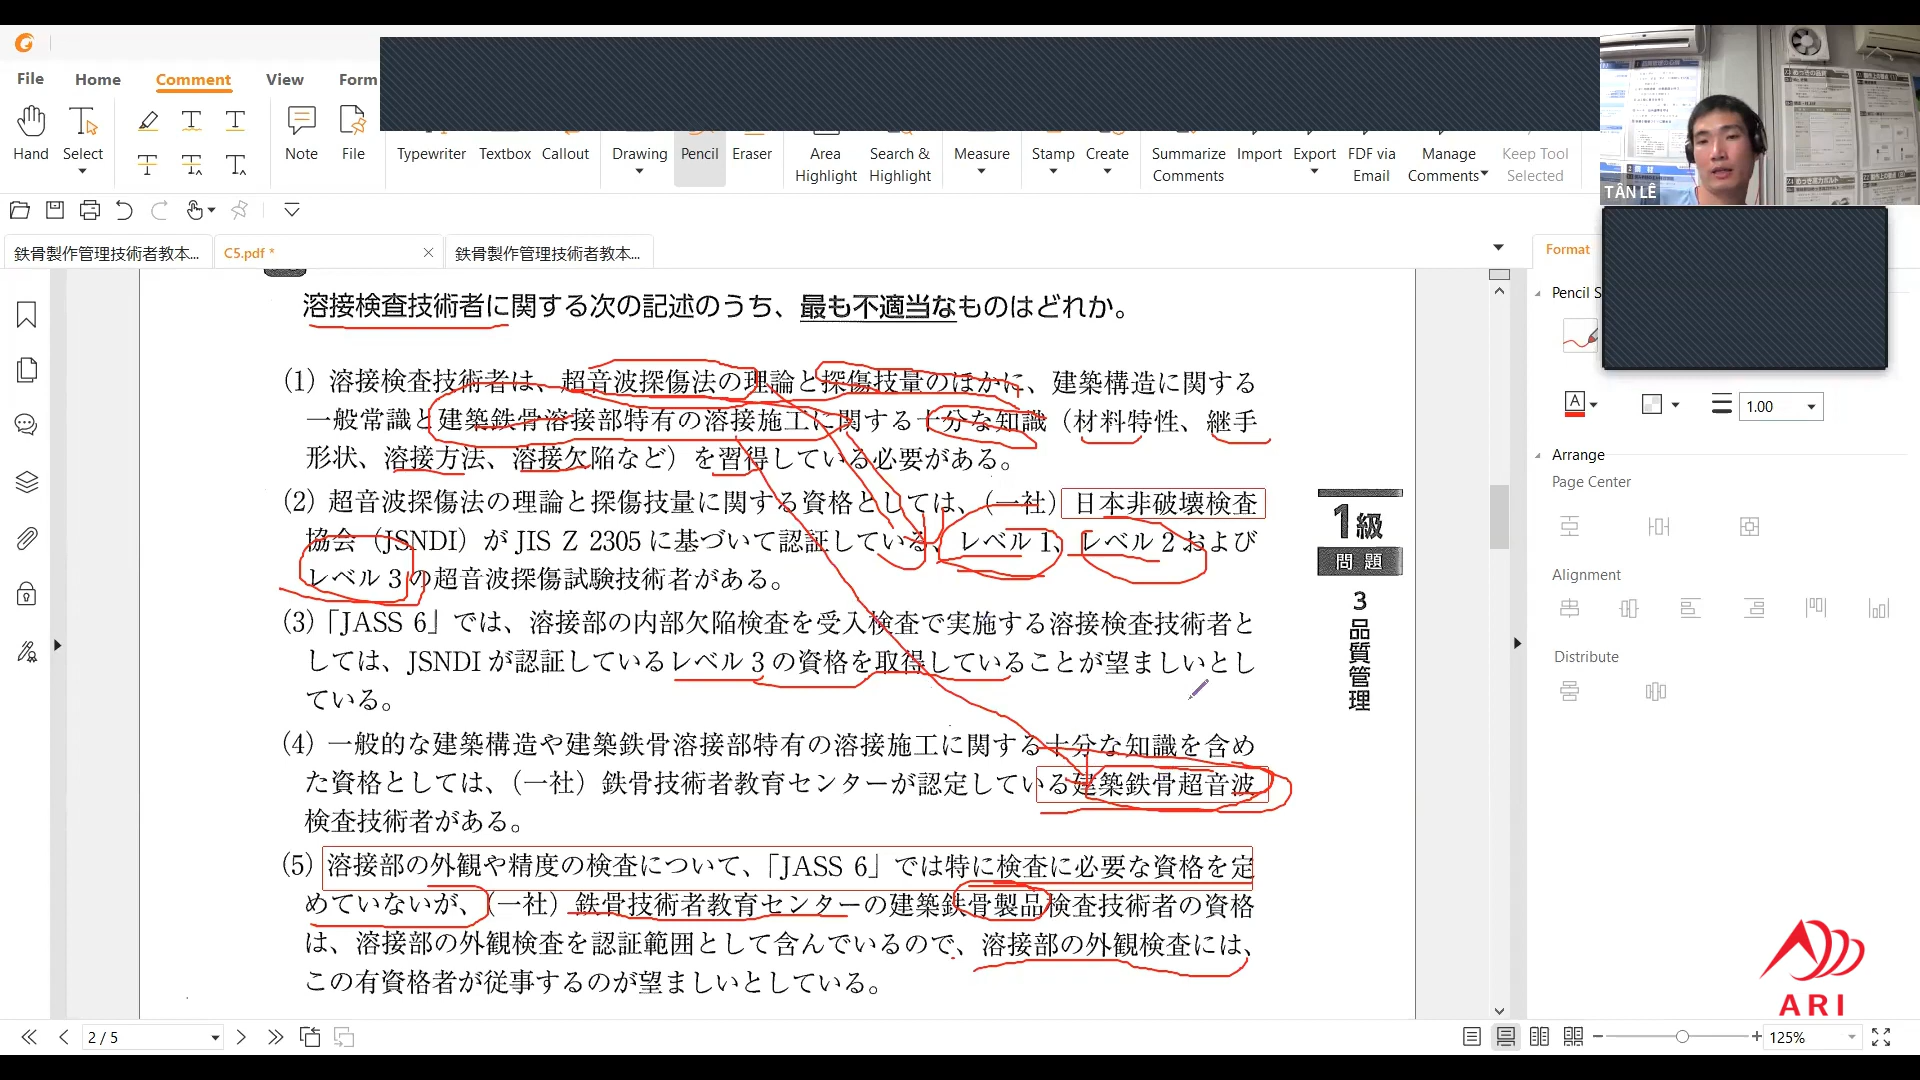 File
Home
Comment
View
Form
Hand
Select
Note
File
Typewriter
Textbox
Callout
Drawing
Pencil
Eraser
Area
Highlight
Search &
Highlight
Measure
Stamp
Create
Summarize
Comments
Import
Export
FDF via
Email
Manage
Comments
Keep Tool
Selected
TÂN LÊ
鉄骨製作管理技術者教本...
C5.pdf *
鉄骨製作管理技術者教本...
Format
溶接検査技術者に関する次の記述のうち、最も不適当なものはどれか。
(1) 溶接検査技術者は、超音波探傷法の理論と探傷技量のほかに、建築構造に関する
一般常識と建築鉄骨溶接部特有の溶接施工に関する十分な知識（材料特性、継手
形状、溶接方法、溶接欠陥など）を習得している必要がある。
(2) 超音波探傷法の理論と探傷技量に関する資格としては、（一社）日本非破壊検査
協会（JSNDI）が JIS Z 2305 に基づいて認証している、レベル 1、レベル 2 および
レベル 3 の超音波探傷試験技術者がある。
(3)「JASS 6」では、溶接部の内部欠陥検査を受入検査で実施する溶接検査技術者と
しては、JSNDI が認証しているレベル 3 の資格を取得していることが望ましいとし
ている。
(4) 一般的な建築構造や建築鉄骨溶接部特有の溶接施工に関する十分な知識を含め
た資格としては、（一社）鉄骨技術者教育センターが認定している建築鉄骨超音波
検査技術者がある。
(5) 溶接部の外観や精度の検査について、「JASS 6」では特に検査に必要な資格を定
めていないが、（一社）鉄骨技術者教育センターの建築鉄骨製品検査技術者の資格
は、溶接部の外観検査を認証範囲として含んでいるので、溶接部の外観検査には、
この有資格者が従事するのが望ましいとしている。
1級
問題
3
品質管理
Pencil S
1.00
Arrange
Page Center
Alignment
Distribute
ARI
2 / 5
125%